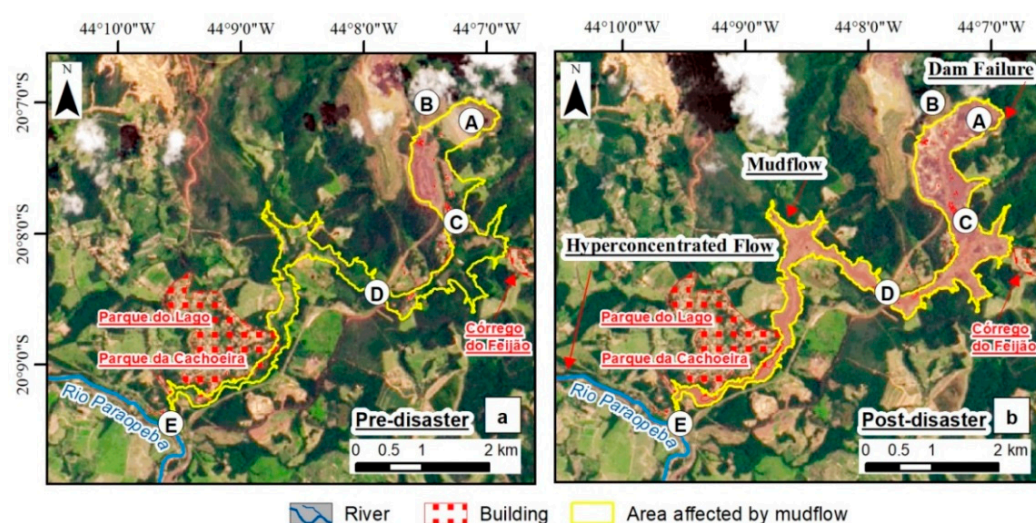 44°10'0"W 44°9'0"W 44°8'0"W 44°7'0"W
44°10'0"W 44°9'0"W 44°8'0"W 44°7'0"W
20°7'0"S
20°8'0"S
20°9'0"S
N
B
A
C
D
E
Parque do Lago
Parque da Cachoeira
Córrego
do Feijão
Rio Paraopeba
Pre-disaster
a
0 0.5 1 2 km
N
Dam Failure
B
A
Mudflow
C
Hyperconcentrated Flow
D
Parque do Lago
Parque da Cachoeira
Córrego
do Feijão
Rio Paraopeba
E
Post-disaster
b
0 0.5 1 2 km
River Building Area affected by mudflow